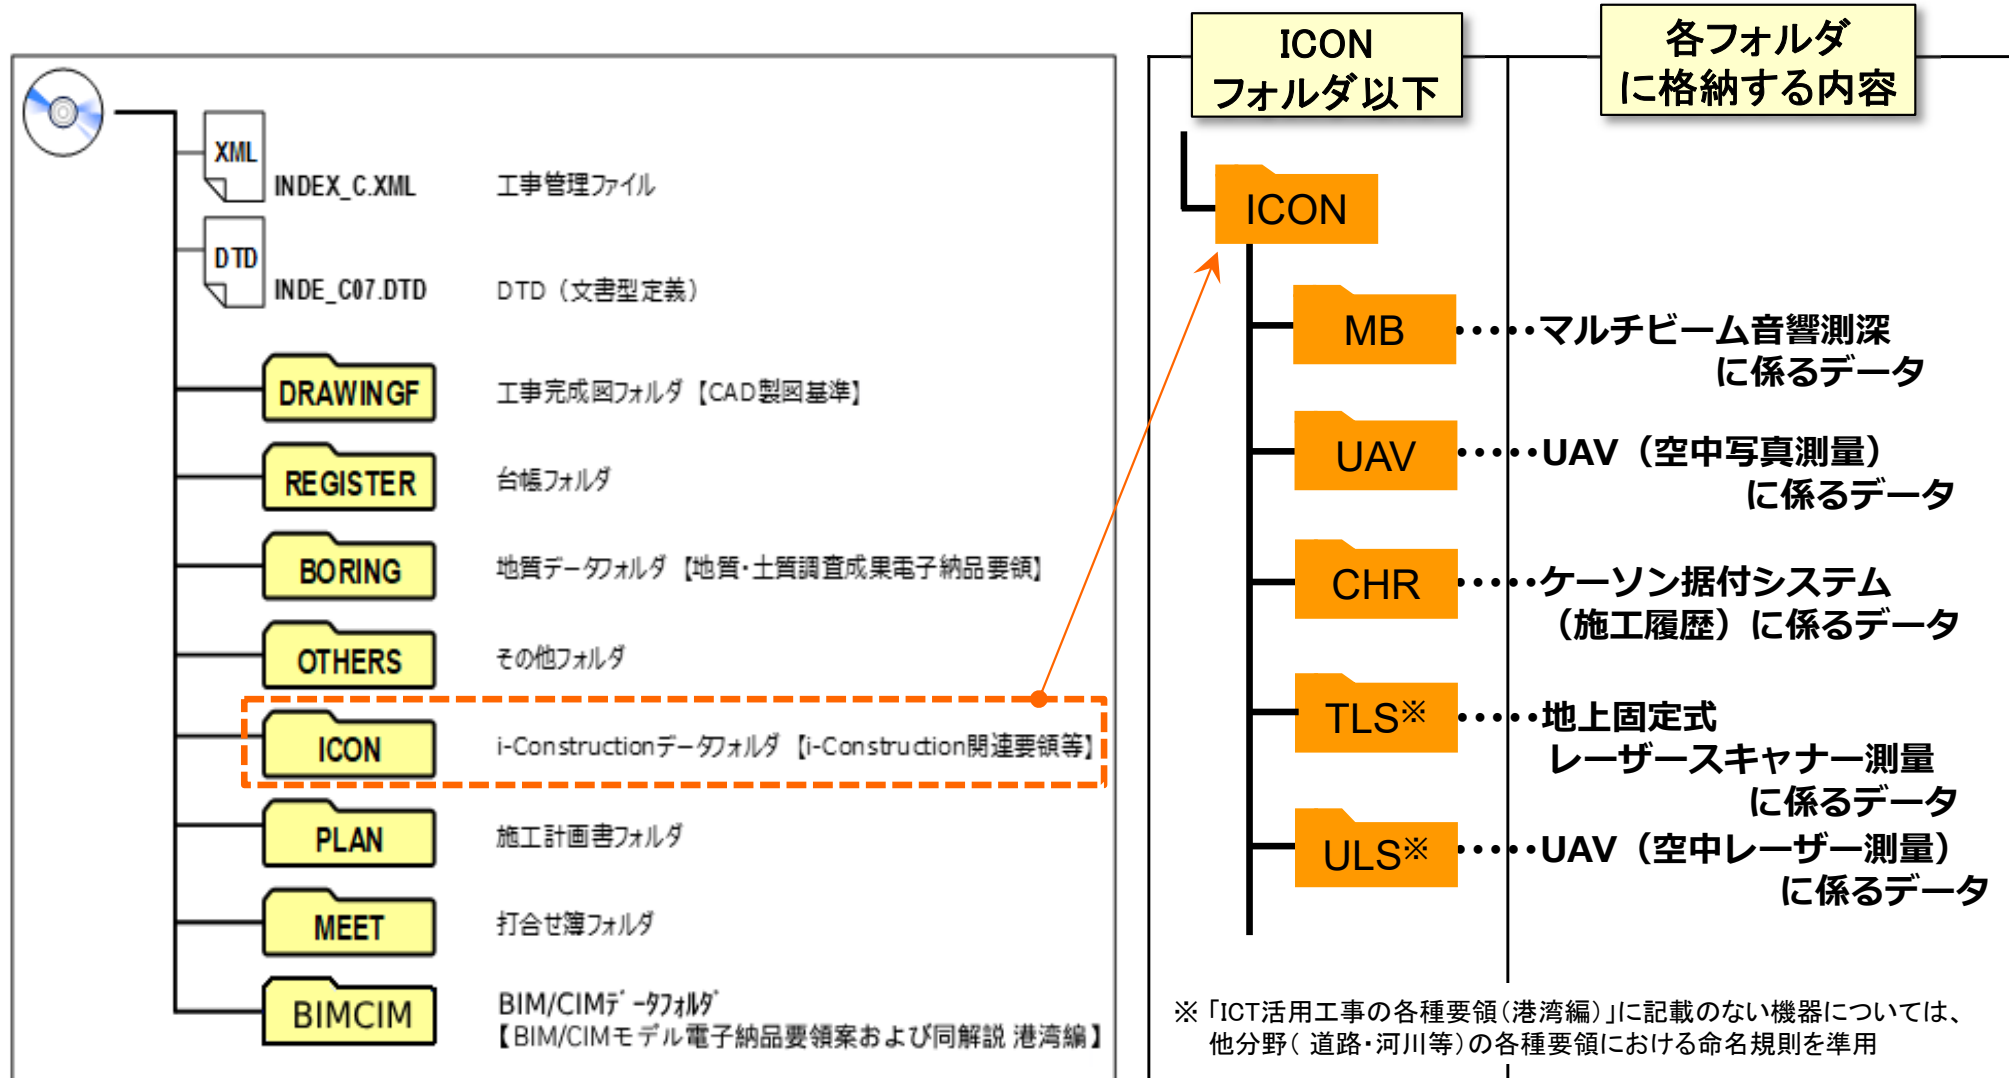 XML
INDEX_C.XML 工事管理ファイル
DTD
INDE_C07.DTD DTD（文書型定義）
DRAWINGF 工事完成図フォルダ【CAD製図基準】
REGISTER 台帳フォルダ
BORING 地質データフォルダ【地質・土質調査成果電子納品要領】
OTHERS その他フォルダ
ICON i-Constructionデータフォルダ【i-Construction関連要領等】
PLAN 施工計画書フォルダ
MEET 打合せ簿フォルダ
BIMCIM BIM/CIMﾃﾞｰﾀﾌｫﾙﾀﾞ
【BIM/CIMモデル電子納品要領案および同解説 港湾編】
ICON
フォルダ以下
各フォルダ
に格納する内容
ICON
MB ・・・・・マルチビーム音響測深
に係るデータ
UAV ・・・・・UAV（空中写真測量）
に係るデータ
CHR ・・・・・ケーソン据付システム
（施工履歴）に係るデータ
TLS※ ・・・・・地上固定式
レーザースキャナー測量
に係るデータ
ULS※ ・・・・・UAV（空中レーザー測量）
に係るデータ
※「ICT活用工事の各種要領（港湾編）」に記載のない機器については、
他分野（ 道路・河川等）の各種要領における命名規則を準用